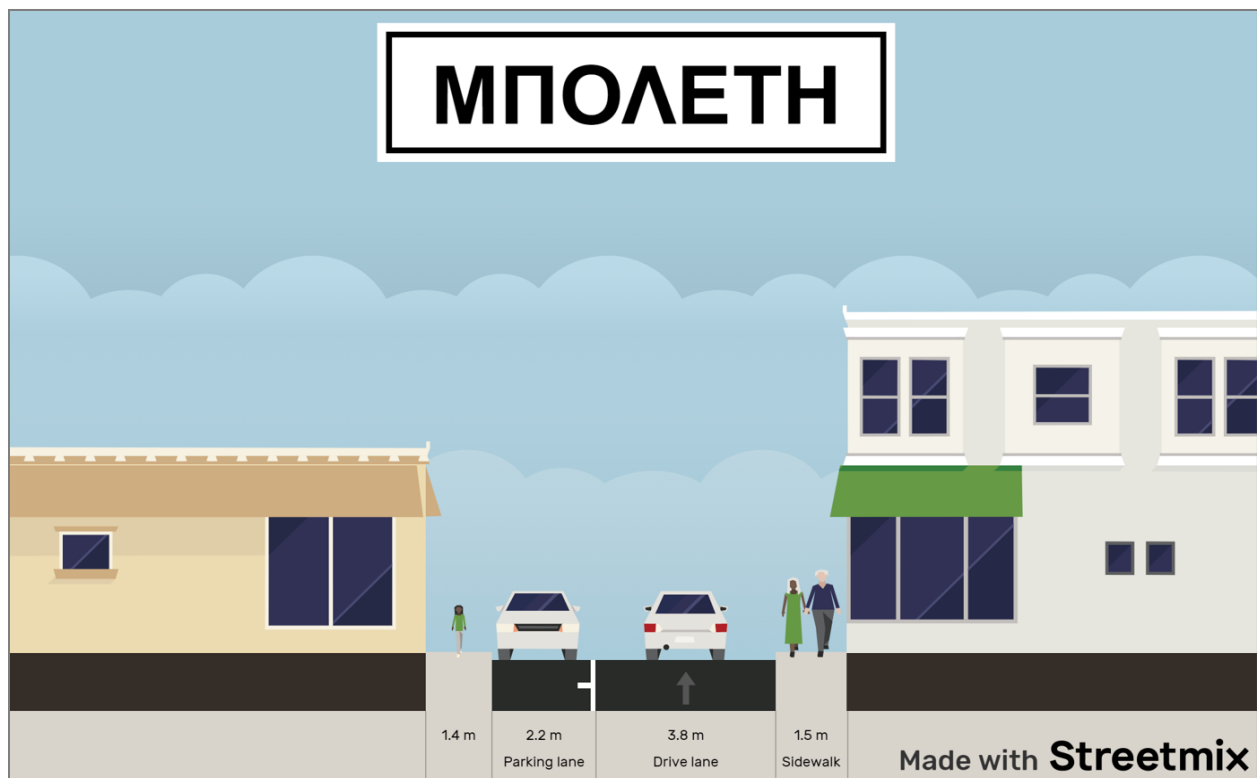 ΜΠΟΛΕΤΗ
1.4 m
2.2 m
3.8 m
1.5 m
Parking lane
Drive lane
Sidewalk
Made with Streetmix